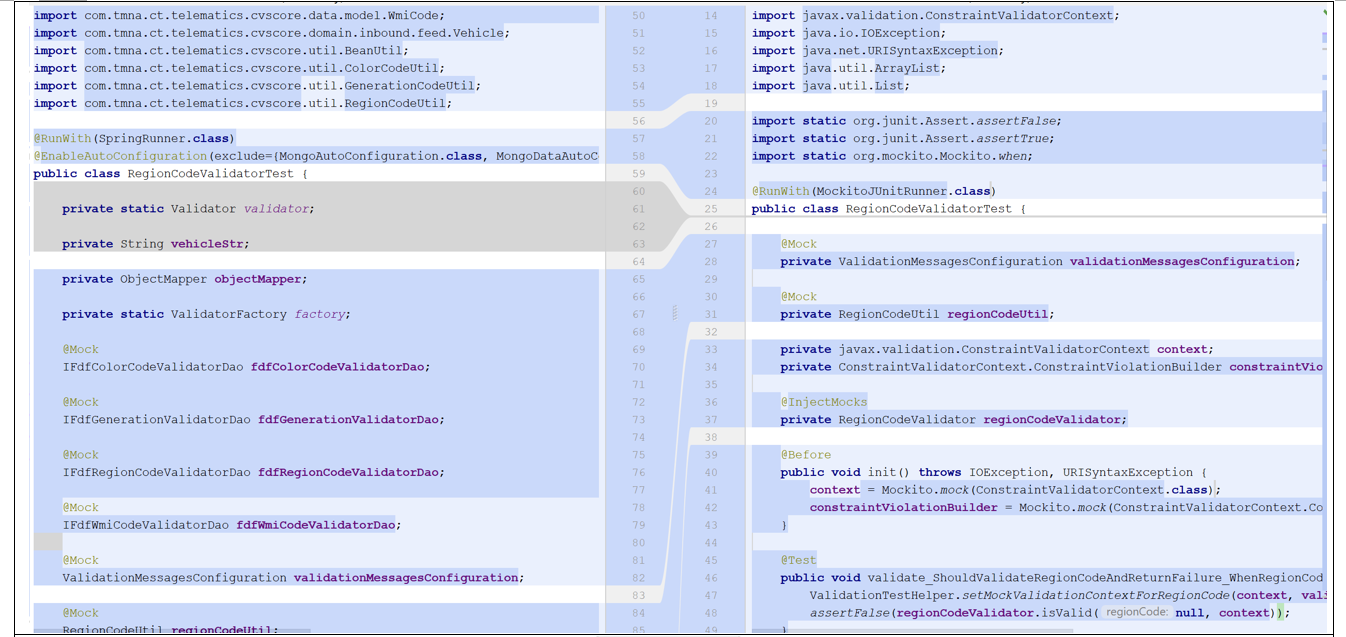 import com.tmna.ct.telematics.cvscore.data.model.WmiCode;
import com.tmna.ct.telematics.cvscore.domain.inbound.feed.Vehicle;
import com.tmna.ct.telematics.cvscore.util.BeanUtil;
import com.tmna.ct.telematics.cvscore.util.ColorCodeUtil;
import com.tmna.ct.telematics.cvscore.util.GenerationCodeUtil;
import com.tmna.ct.telematics.cvscore.util.RegionCodeUtil;
@RunWith(SpringRunner.class)
@EnableAutoConfiguration(exclude={MongoAutoConfiguration.class, MongoDataAutoC
public class RegionCodeValidatorTest {
private static Validator validator;
private String vehicleStr;
private ObjectMapper objectMapper;
private static ValidatorFactory factory;
@Mock
IFdfColorCodeValidatorDao fdfColorCodeValidatorDao;
@Mock
IFdfGenerationValidatorDao fdfGenerationValidatorDao;
@Mock
IFdfRegionCodeValidatorDao fdfRegionCodeValidatorDao;
@Mock
IFdfWmiCodeValidatorDao fdfWmiCodeValidatorDao;
@Mock
ValidationMessagesConfiguration validationMessagesConfiguration;
@Mock
RegionCodeUtil regionCodeUtil;
50 14
51 15
52 16
53 17
54 18
55 19
56 20
57 21
58 22
59 23
60 24
61 25
62 26
63 27
64 28
65 29
66 30
67 31
68 32
69 33
70 34
71 35
72 36
73 37
74 38
75 39
76 40
77 41
78 42
79 43
80 44
81 45
82 46
83 47
84 48
85 49
import javax.validation.ConstraintValidatorContext;
import java.io.IOException;
import java.net.URISyntaxException;
import java.util.ArrayList;
import java.util.List;
import static org.junit.Assert.assertFalse;
import static org.junit.Assert.assertTrue;
import static org.mockito.Mockito.when;
@RunWith(MockitoJUnitRunner.class)
public class RegionCodeValidatorTest {
@Mock
private ValidationMessagesConfiguration validationMessagesConfiguration;
@Mock
private RegionCodeUtil regionCodeUtil;
private javax.validation.ConstraintValidatorContext context;
private ConstraintValidatorContext.ConstraintViolationBuilder constraintVio
@InjectMocks
private RegionCodeValidator regionCodeValidator;
@Before
public void init() throws IOException, URISyntaxException {
context = Mockito.mock(ConstraintValidatorContext.class);
constraintViolationBuilder = Mockito.mock(ConstraintValidatorContext.Co
}
@Test
public void validate_ShouldValidateRegionCodeAndReturnFailure_WhenRegionCod
ValidationTestHelper.setMockValidationContextForRegionCode(context, vali
assertFalse(regionCodeValidator.isValid( regionCode: null, context));
}